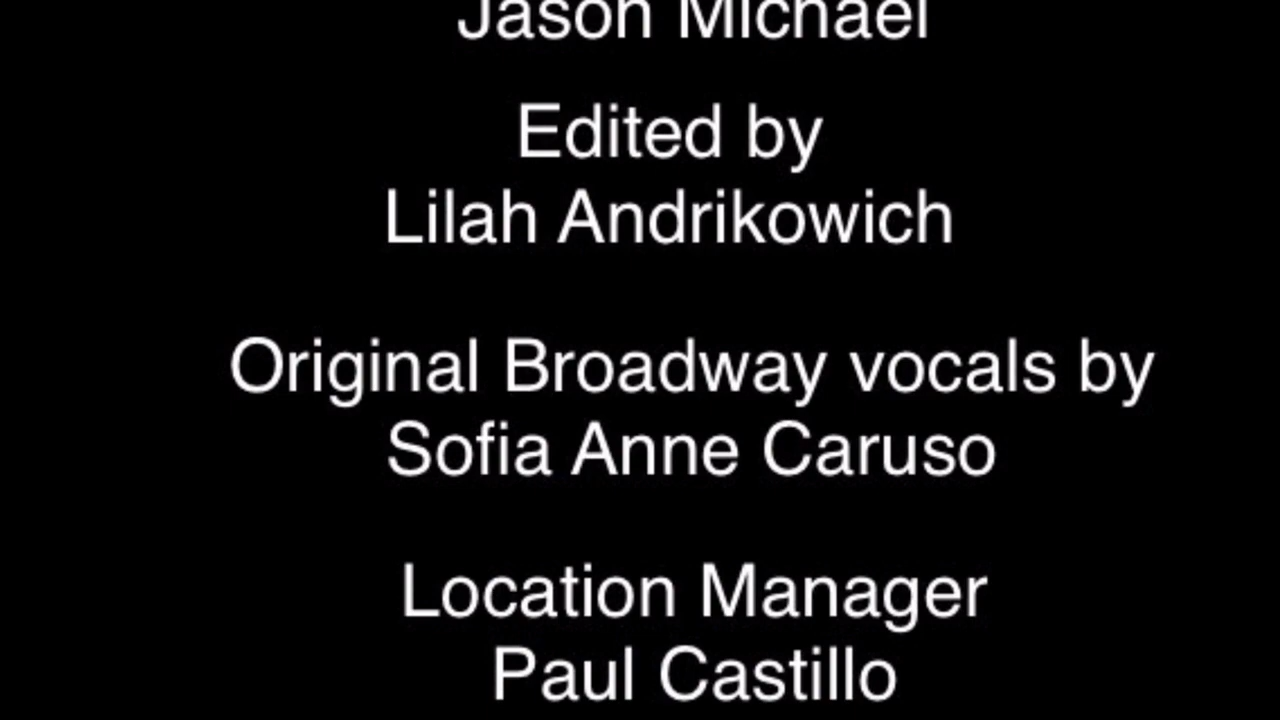 Jason Michael
Edited by
Lilah Andrikowich
Original Broadway vocals by
Sofia Anne Caruso
Location Manager
Paul Castillo